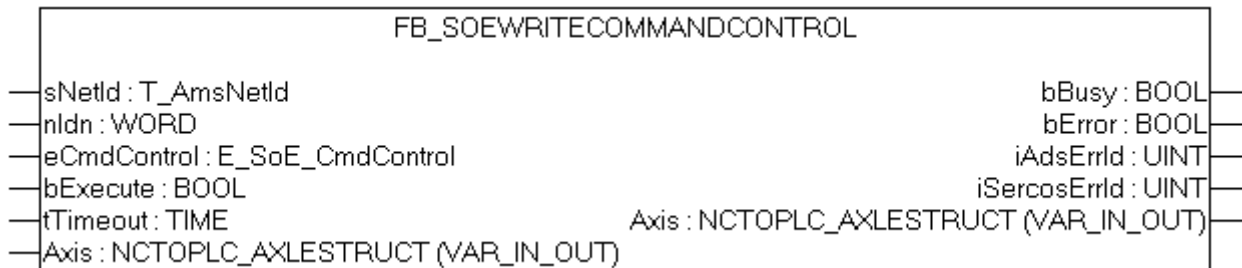 FB_SOEWRITECOMMANDCONTROL
sNetId : T_AmsNetId bBusy : BOOL
nIdn : WORD bError : BOOL
eCmdControl : E_SoE_CmdControl iAdsErrId : UINT
bExecute : BOOL iSercosErrId : UINT
tTimeout : TIME Axis : NCTOPLC_AXLESTRUCT (VAR_IN_OUT)
Axis : NCTOPLC_AXLESTRUCT (VAR_IN_OUT)